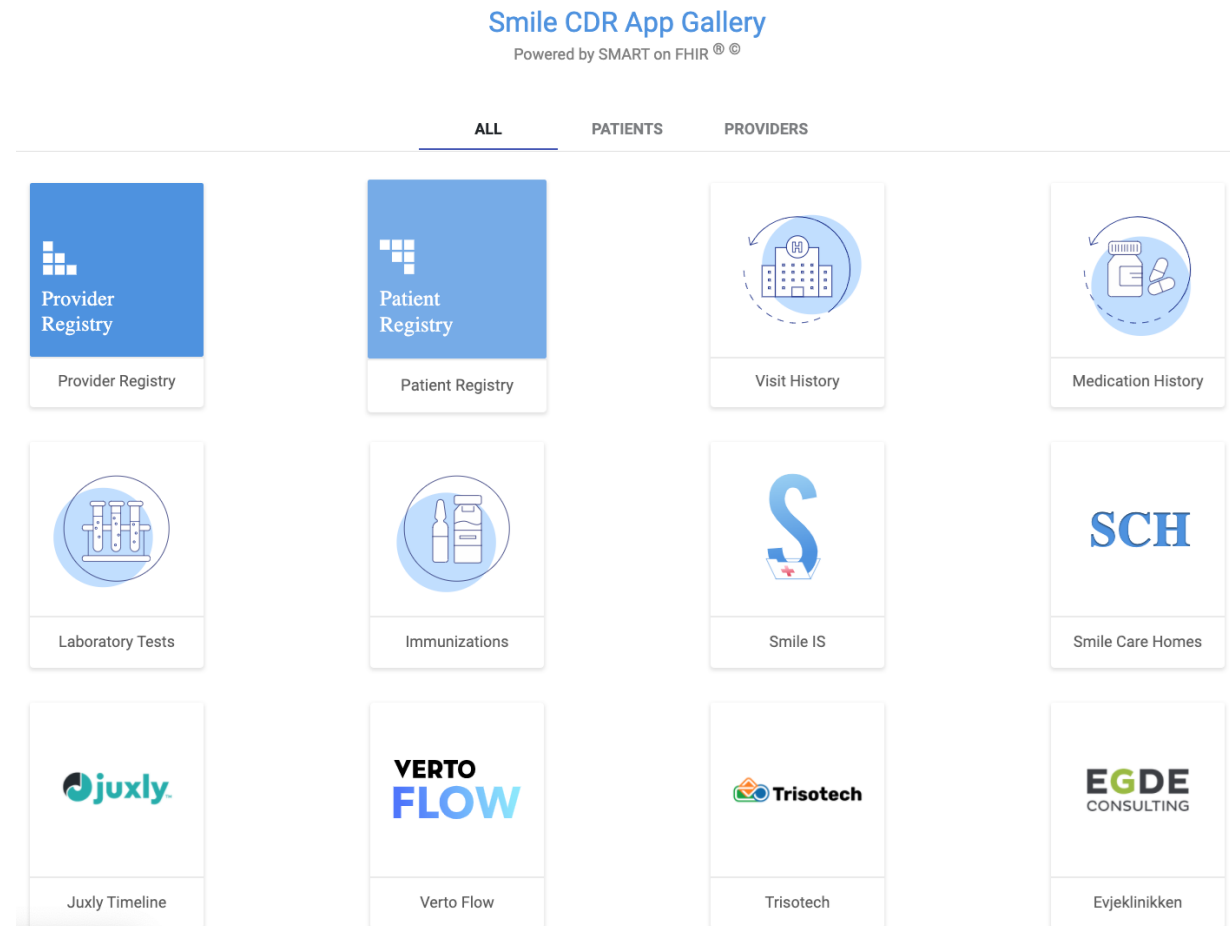 Smile CDR App Gallery
Powered by SMART on FHIR ® ©
ALL PATIENTS PROVIDERS
Provider
Registry
Patient
Registry
H
Provider Registry
Patient Registry
Visit History
Medication History
S
SCH
Laboratory Tests
Immunizations
Smile IS
Smile Care Homes
juxly™
VERTO
FLOW
Trisotech
EGDE
CONSULTING
Juxly Timeline
Verto Flow
Trisotech
Evjeklinikken